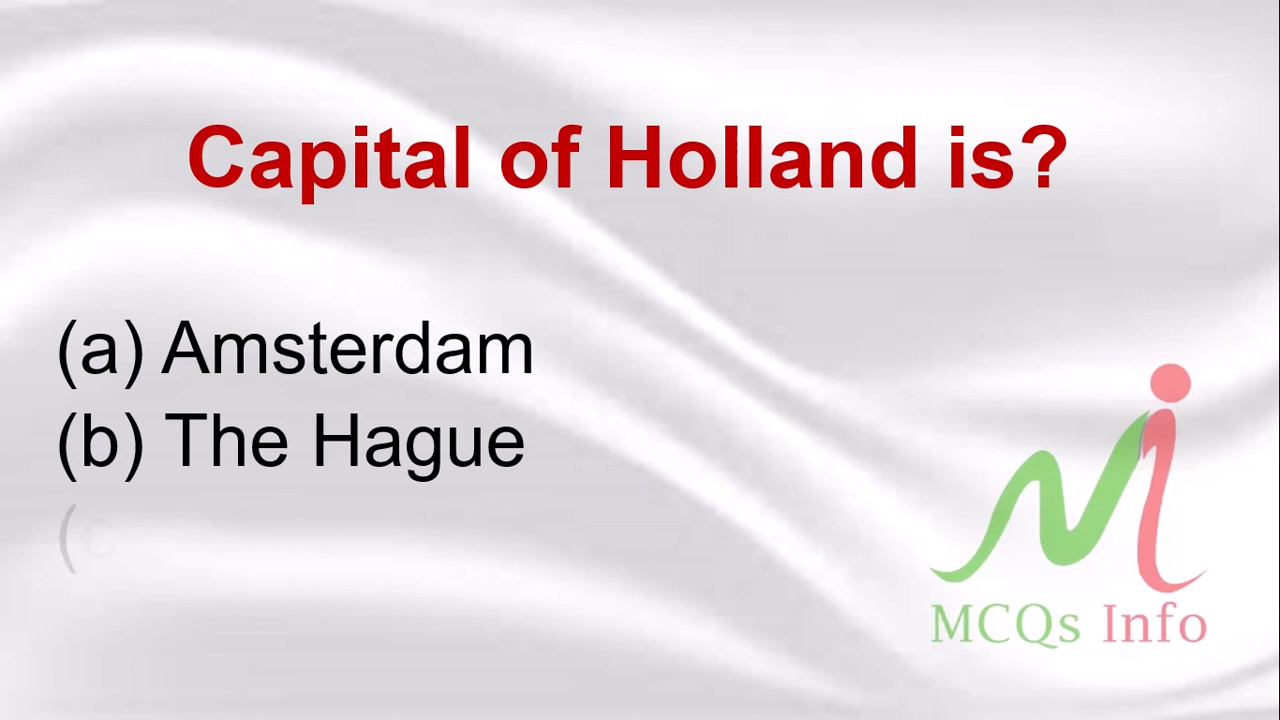 Capital of Holland is?
(a) Amsterdam
(b) The Hague
(c
MCQs Info